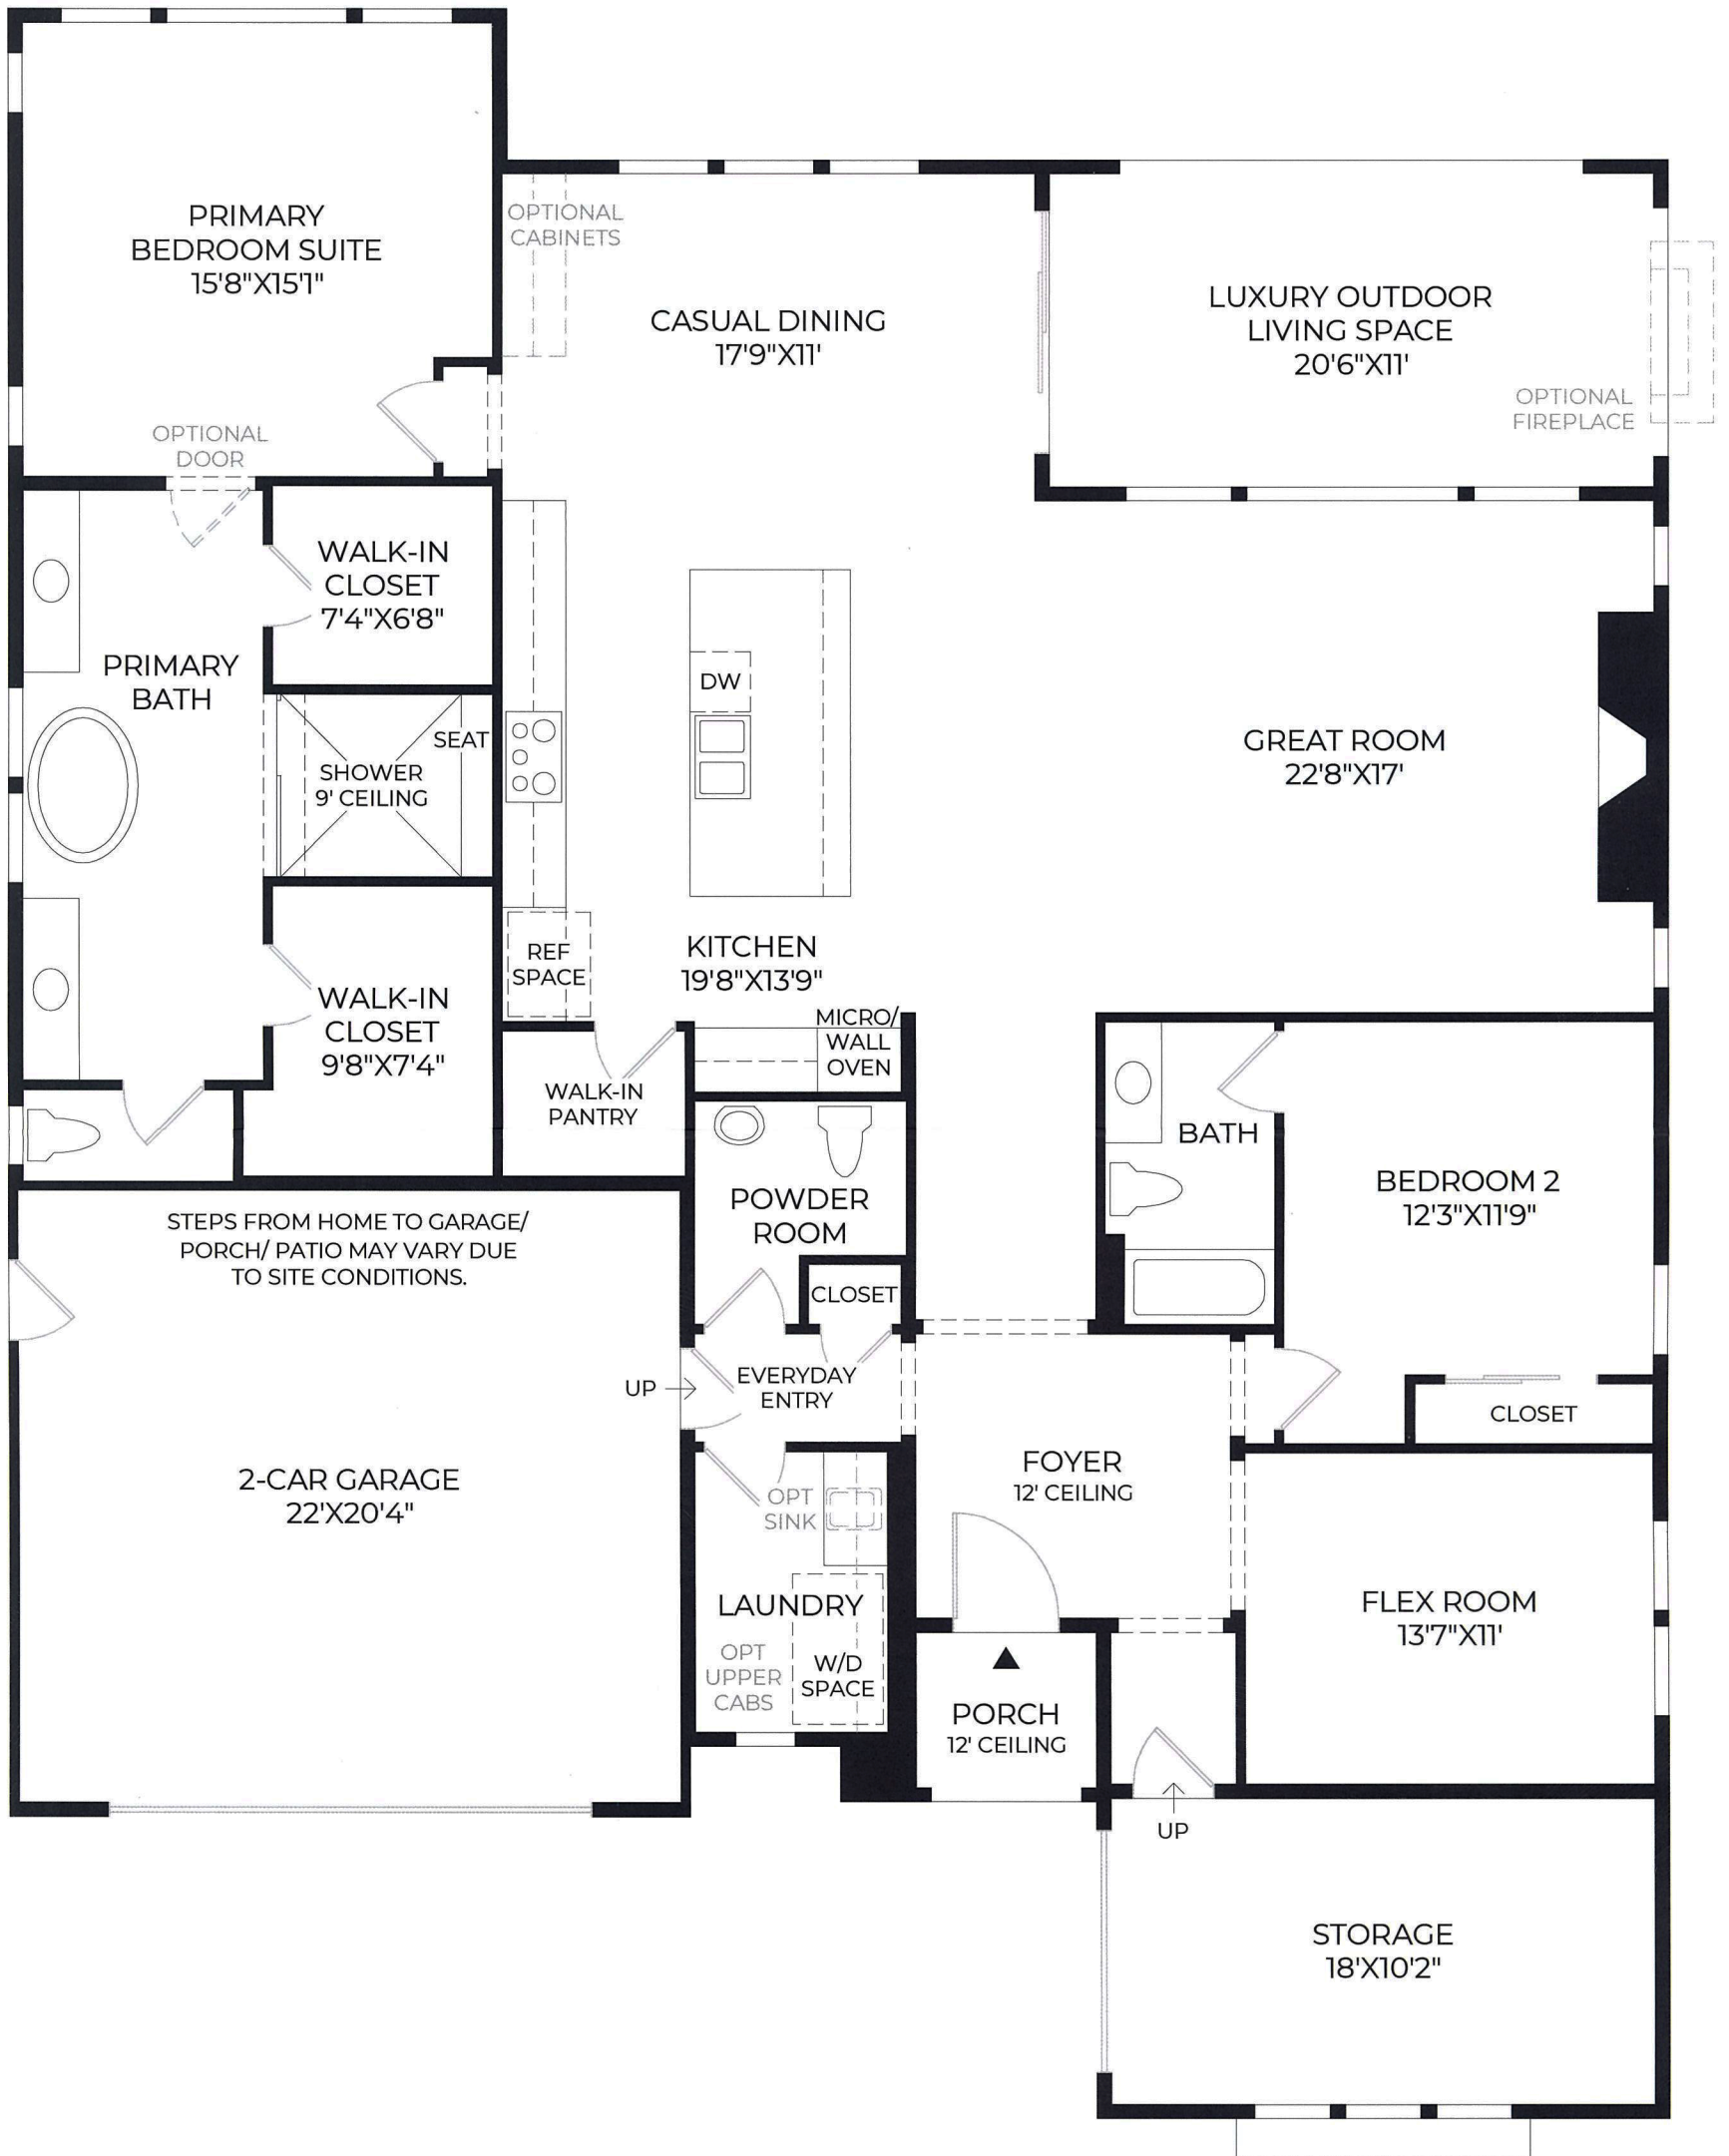 PRIMARY
BEDROOM SUITE
15'8"X15'1"
OPTIONAL
CABINETS
CASUAL DINING
17'9"X11'
LUXURY OUTDOOR
LIVING SPACE
20'6"X11'
OPTIONAL
FIREPLACE
OPTIONAL
DOOR
WALK-IN
CLOSET
7'4"X6'8"
PRIMARY
BATH
SEAT
SHOWER
9' CEILING
DW
GREAT ROOM
22'8"X17'
REF
SPACE
KITCHEN
19'8"X13'9"
WALK-IN
CLOSET
9'8"X7'4"
MICRO/
WALL
OVEN
WALK-IN
PANTRY
BATH
BEDROOM 2
12'3"X11'9"
POWDER
ROOM
STEPS FROM HOME TO GARAGE/
PORCH/ PATIO MAY VARY DUE
TO SITE CONDITIONS.
CLOSET
UP
EVERYDAY
ENTRY
CLOSET
FOYER
12' CEILING
2-CAR GARAGE
22'X20'4"
OPT
SINK
LAUNDRY
OPT
UPPER
CABS
W/D
SPACE
FLEX ROOM
13'7"X11'
PORCH
12' CEILING
UP
STORAGE
18'X10'2"